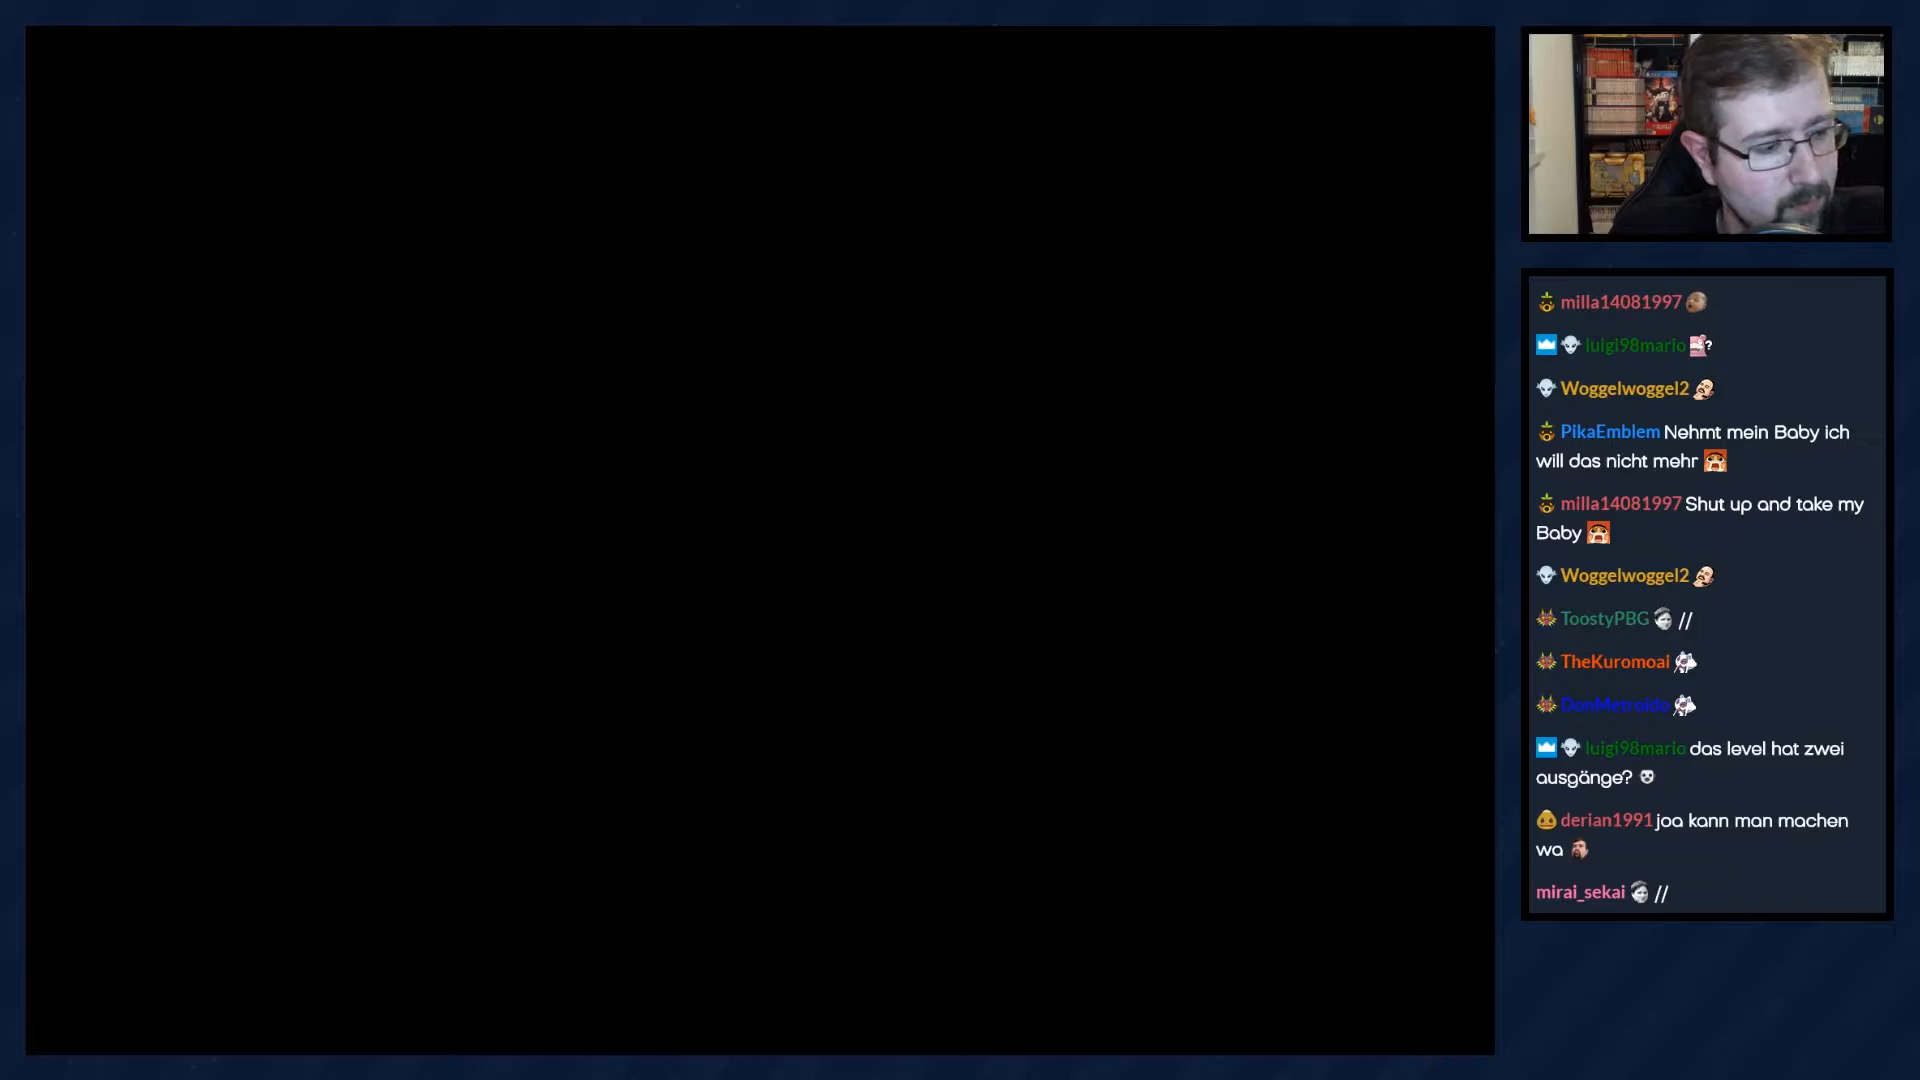 milla14081997
luigi98mario ?
Woggelwoggel2
PikaEmblem Nehmt mein Baby ich
will das nicht mehr
milla14081997 Shut up and take my
Baby
Woggelwoggel2
ToostyPBG //
TheKuromoai
DonMetroido
luigi98mario das level hat zwei
ausgänge?
derian1991 joa kann man machen
wa
mirai_sekai //